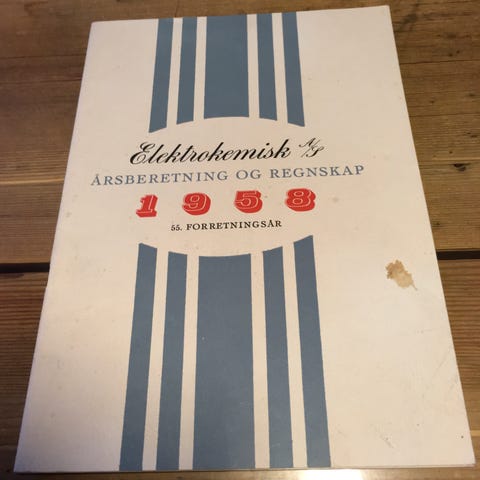 Elektrokemisk A/S
ÅRSBERETNING OG REGNSKAP
1958
55. FORRETNINGSÅR